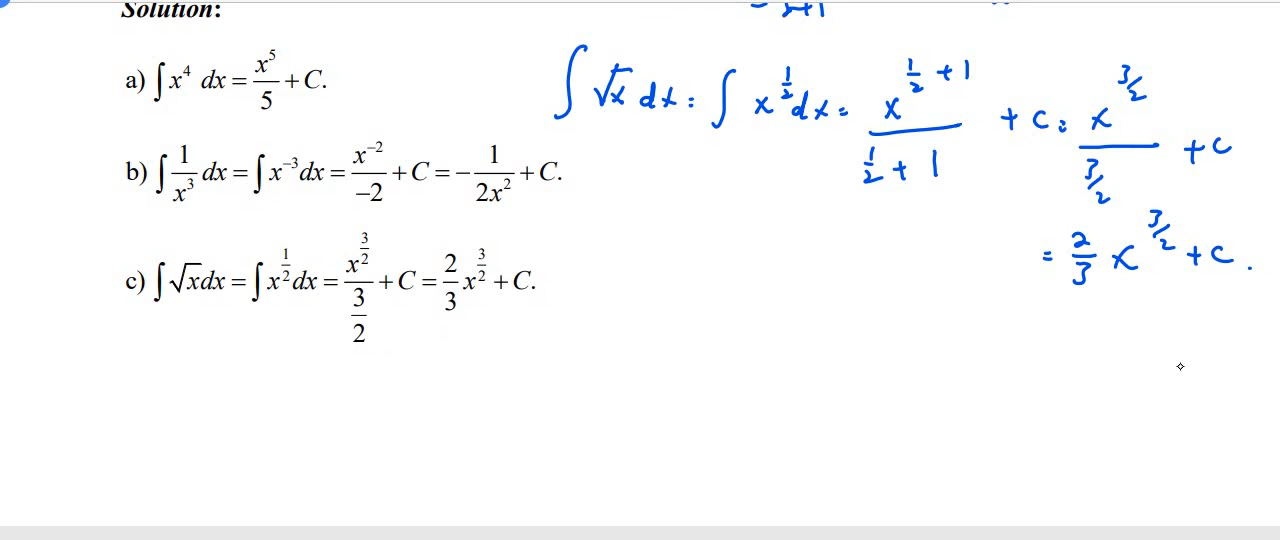 Solution:
x+1
a) ∫x⁴ dx = x⁵/5 + C.
∫ √x dx = ∫ x^(1/2) dx = x^(1/2 + 1)/(1/2 + 1) + C = x^(3/2)/(3/2) + C
b) ∫ 1/x³ dx = ∫x⁻³dx = x⁻²/−2 + C = −1/(2x²) + C.
= 2/3 x^(3/2) + C.
c) ∫√x dx = ∫x^(1/2) dx = x^(3/2)/(3/2) + C = 2/3 x^(3/2) + C.